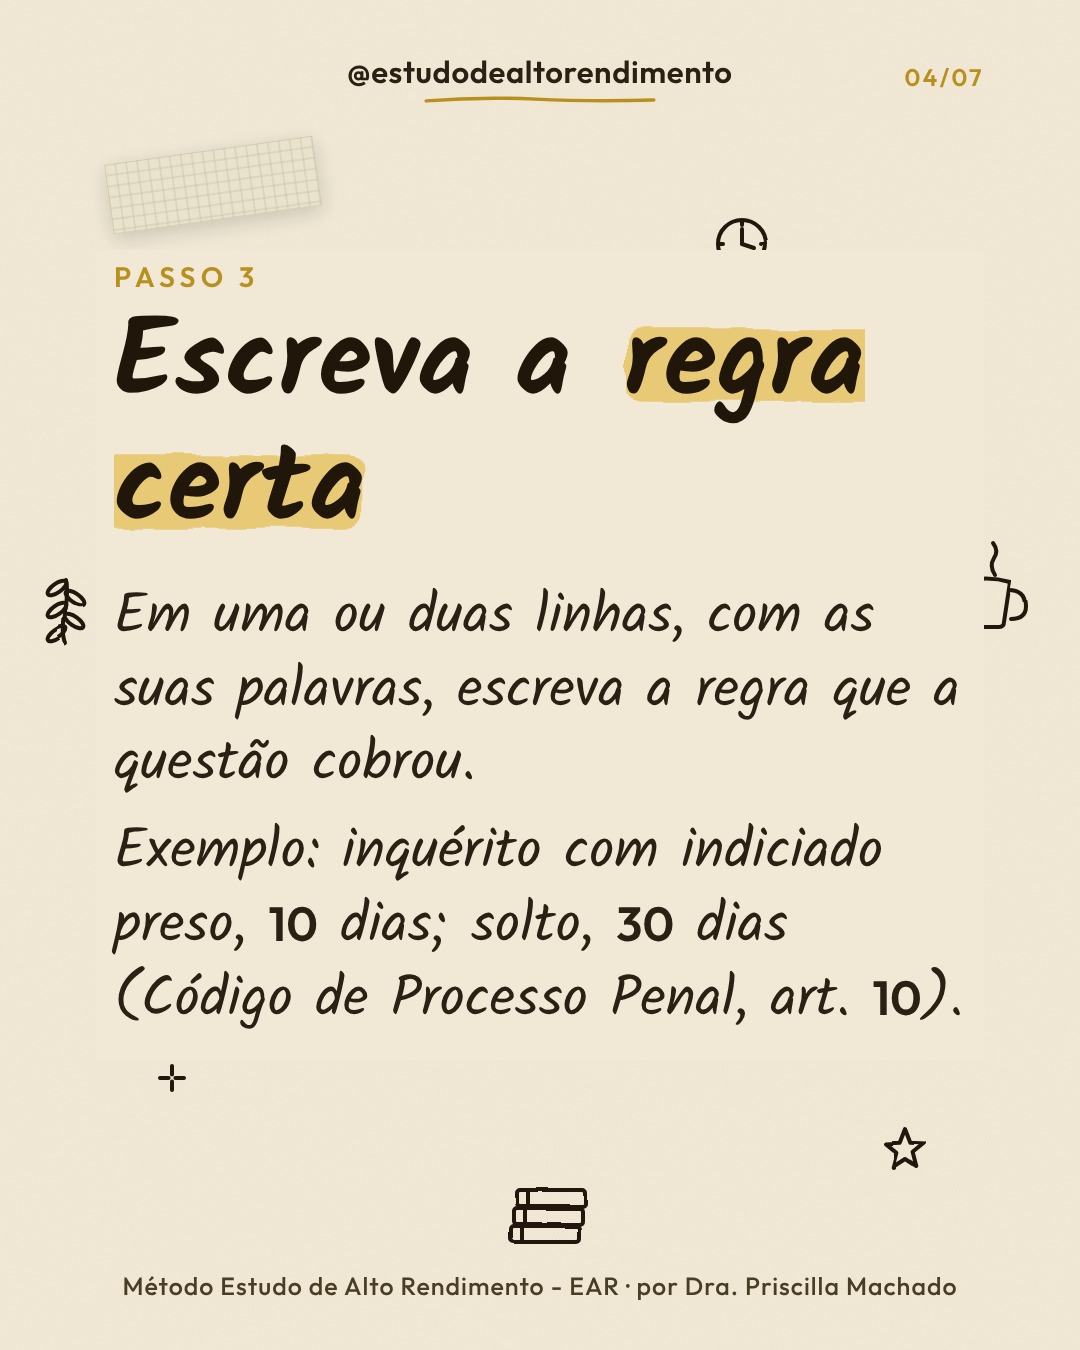 @estudodealtorendimento
04/07
PASSO 3
Escreva a regra
certa
Em uma ou duas linhas, com as
suas palavras, escreva a regra que a
questão cobrou.
Exemplo: inquérito com indiciado
preso, 10 dias; solto, 30 dias
(Código de Processo Penal, art. 10).
Método Estudo de Alto Rendimento - EAR · por Dra. Priscilla Machado